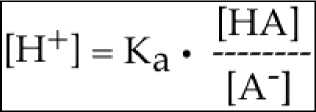 [H⁺] = Kₐ • [HA]
--------
[A⁻]